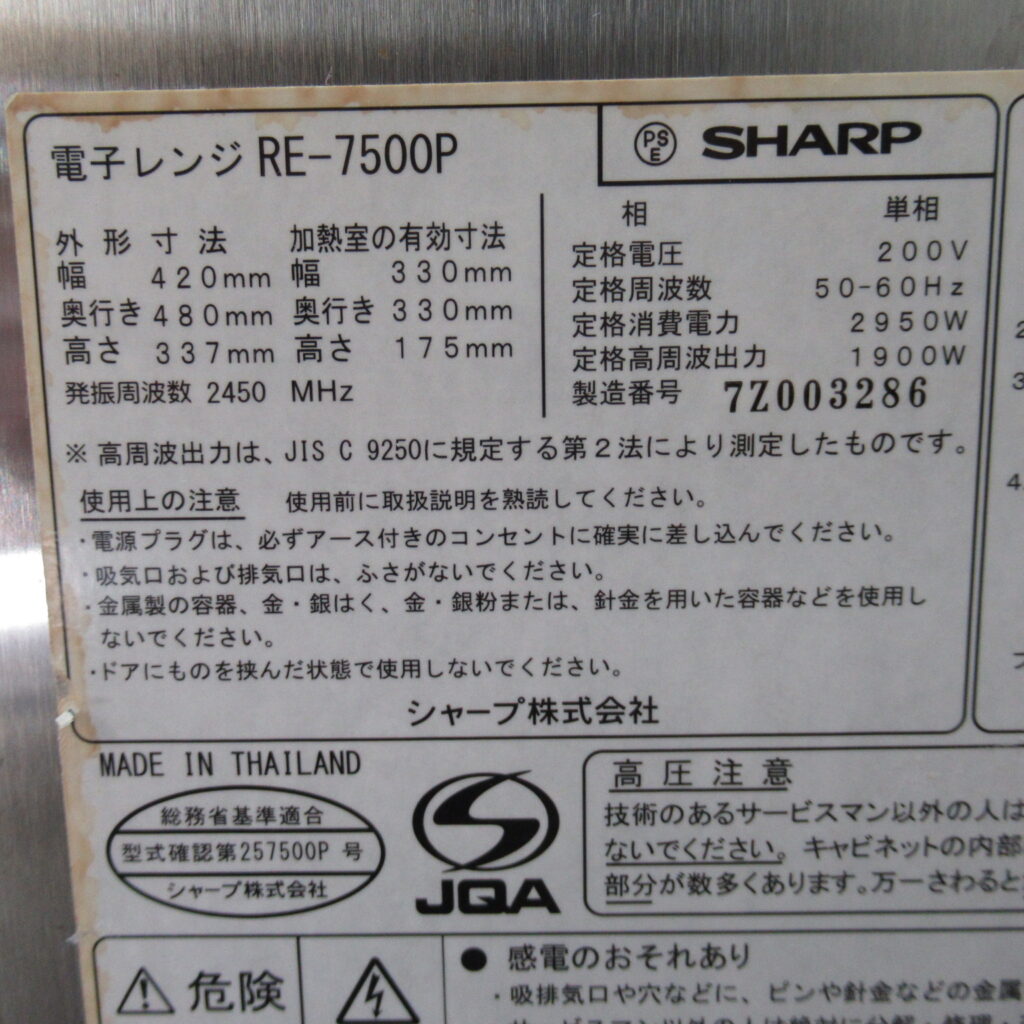 電子レンジ RE-7500P
PS E SHARP
外形寸法 加熱室の有効寸法
幅 420mm 幅 330mm
奥行き 480mm 奥行き 330mm
高さ 337mm 高さ 175mm
発振周波数 2450 MHz
相 単相
定格電圧 200V
定格周波数 50-60Hz
定格消費電力 2950W
定格高周波出力 1900W
製造番号 7Z003286
※ 高周波出力は、JIS C 9250に規定する第2法により測定したものです。
使用上の注意 使用前に取扱説明を熟読してください。
・電源プラグは、必ずアース付きのコンセントに確実に差し込んでください。
・吸気口および排気口は、ふさがないでください。
・金属製の容器、金・銀はく、金・銀粉または、針金を用いた容器などを使用し
ないでください。
・ドアにものを挟んだ状態で使用しないでください。
シャープ株式会社
2
3
4
MADE IN THAILAND
総務省基準適合
型式確認第257500P 号
シャープ株式会社
JQA
高圧注意
技術のあるサービスマン以外の人は
ないでください。キャビネットの内部
部分が数多くあります。万一さわると
危険
● 感電のおそれあり
・吸排気口や穴などに、ピンや針金などの金属